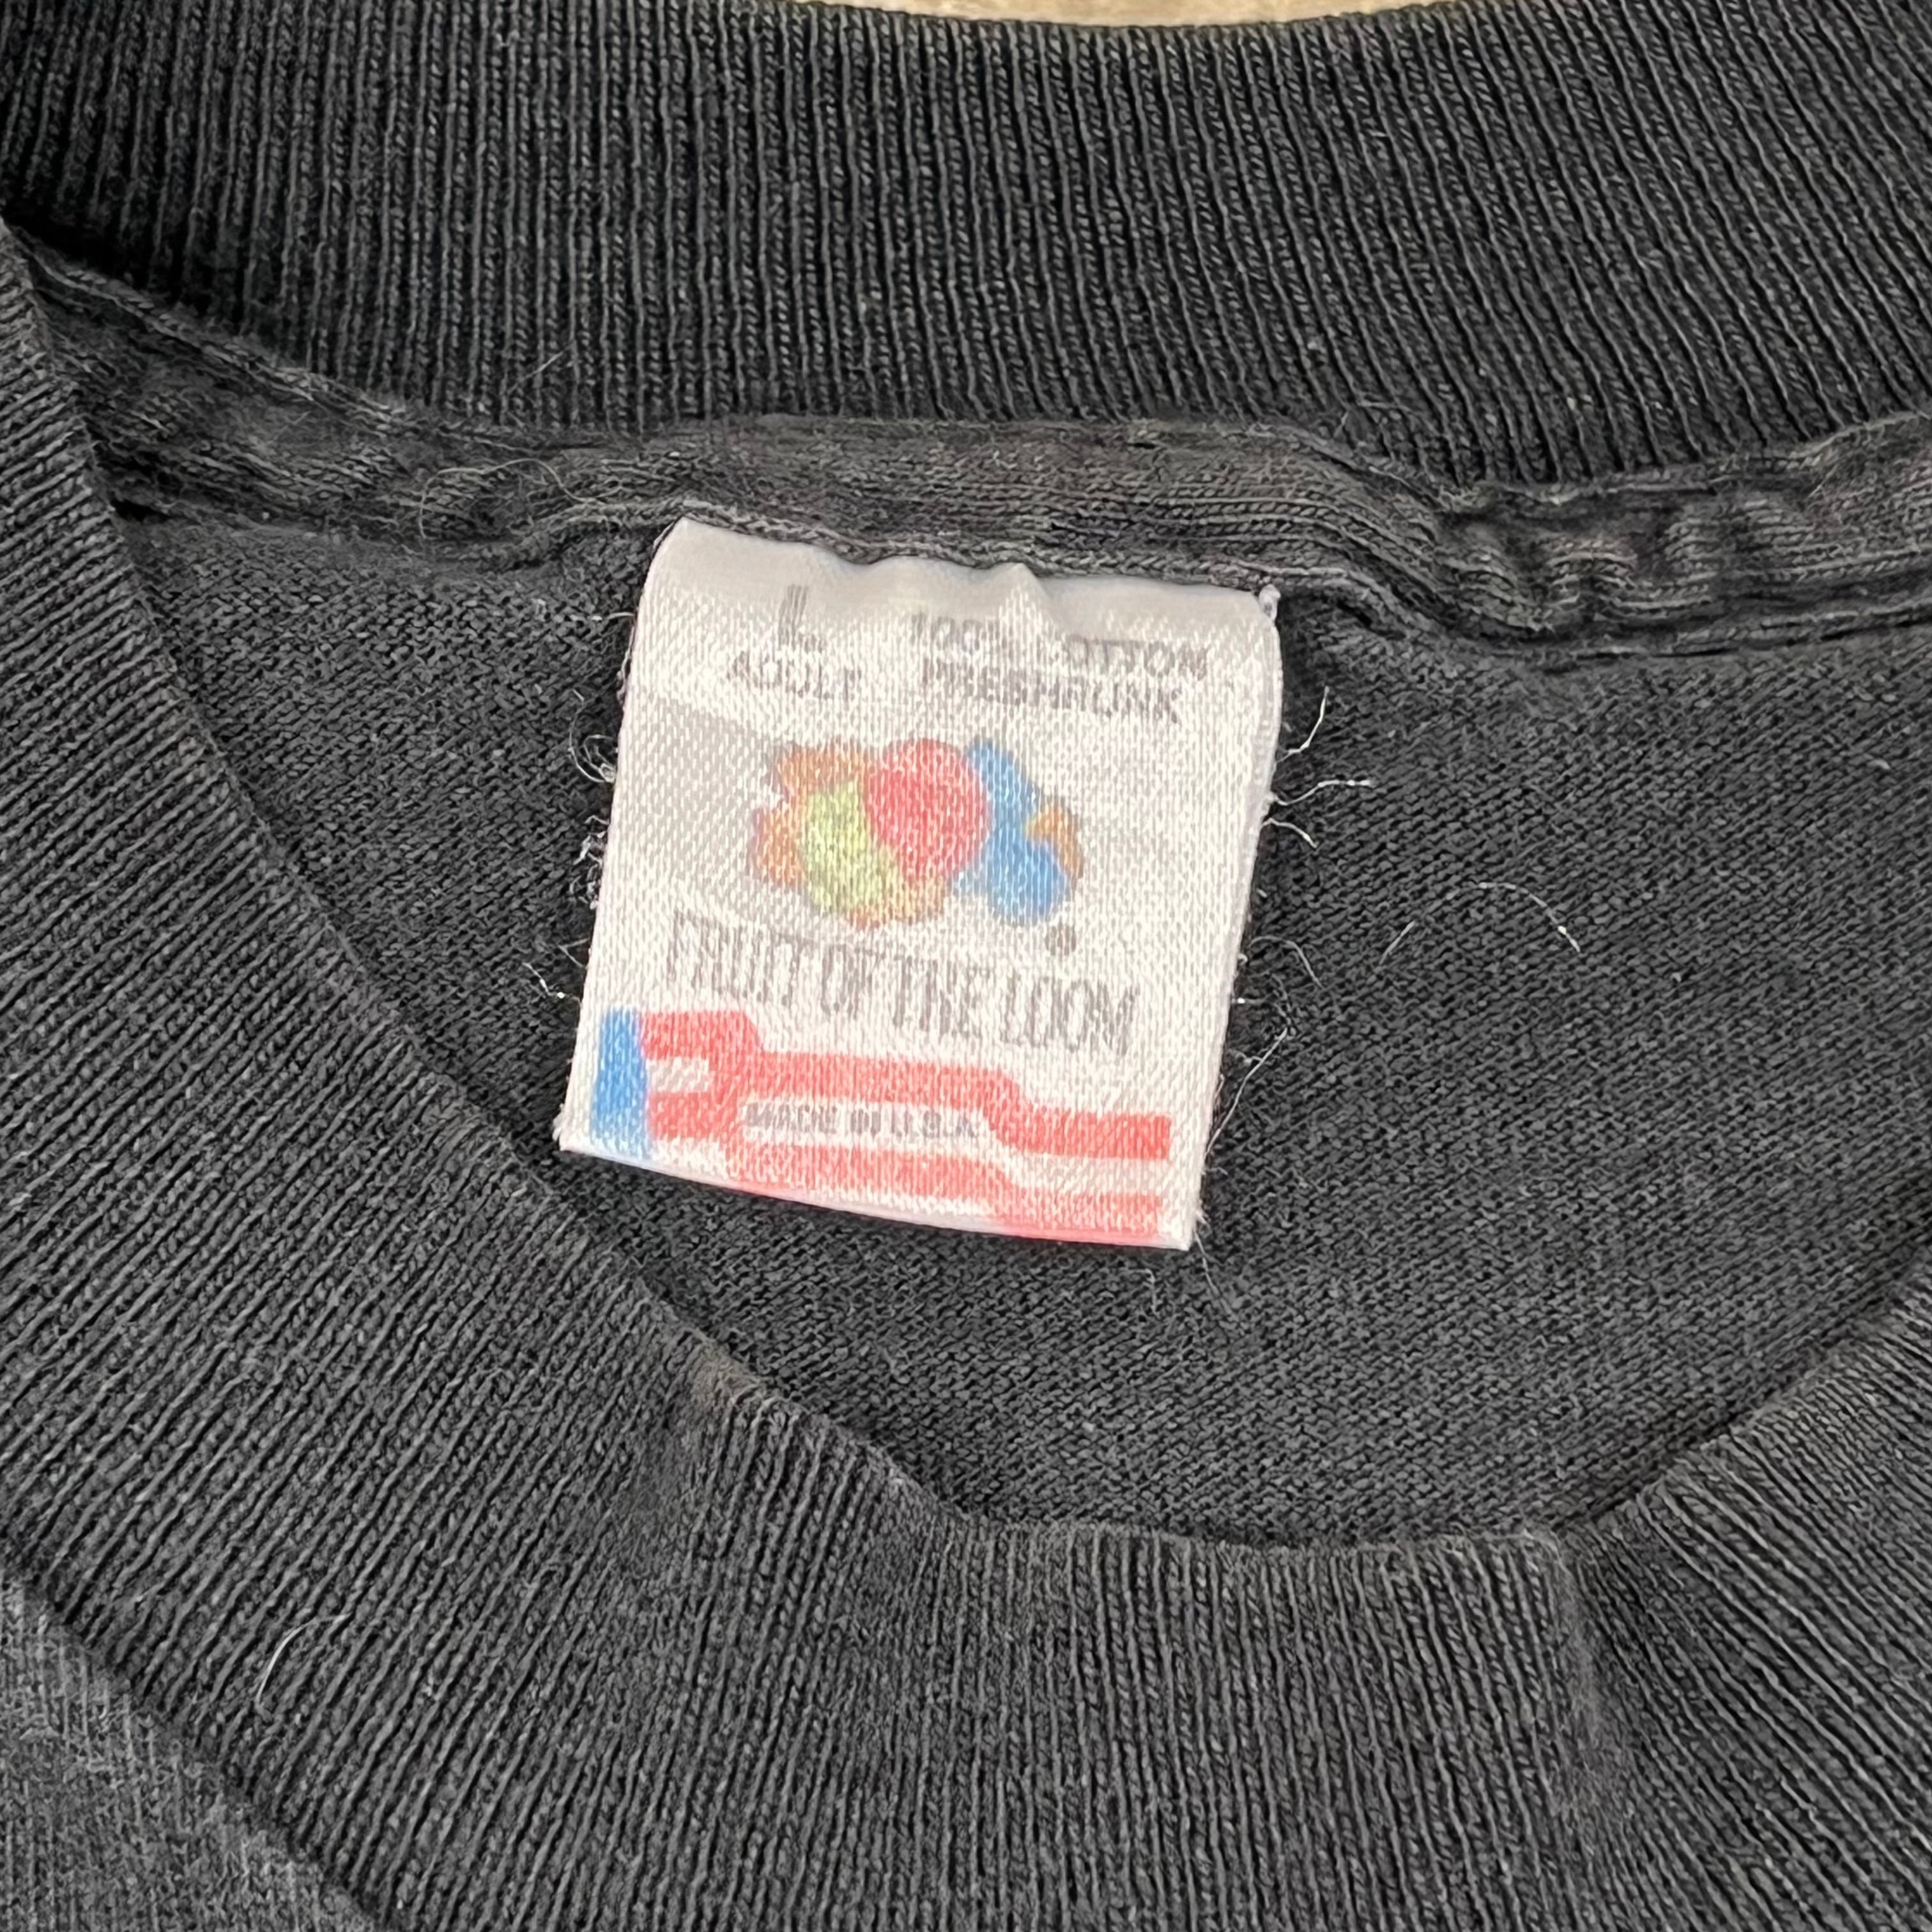 L 100% COTTON
ADULT PRESHRUNK
FRUIT OF THE LOOM
MADE IN U.S.A.